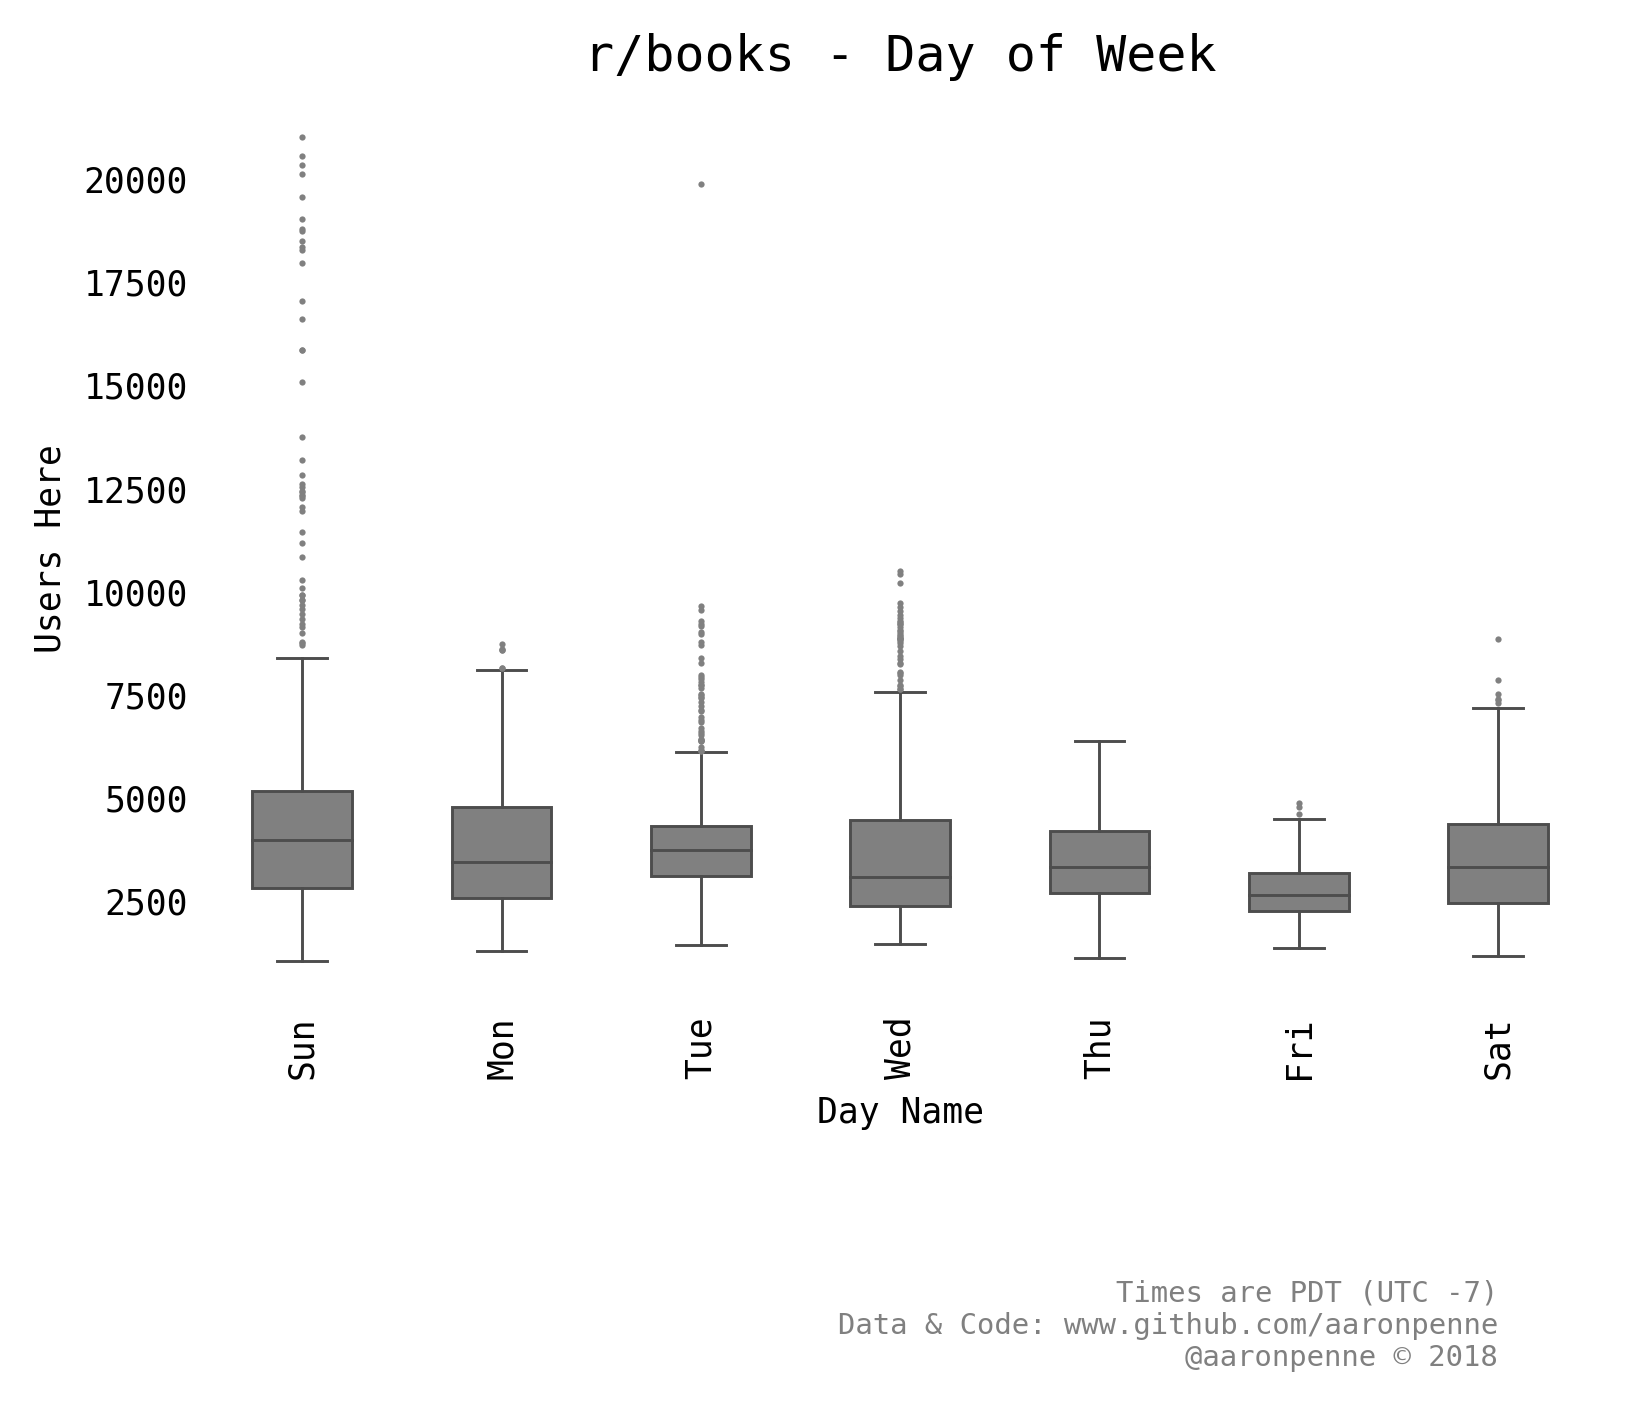 r/books - Day of Week
Users Here
20000
17500
15000
12500
10000
7500
5000
2500
Sun
Mon
Tue
Wed
Thu
Fri
Sat
Day Name
Times are PDT (UTC -7)
Data & Code: www.github.com/aaronpenne
@aaronpenne © 2018